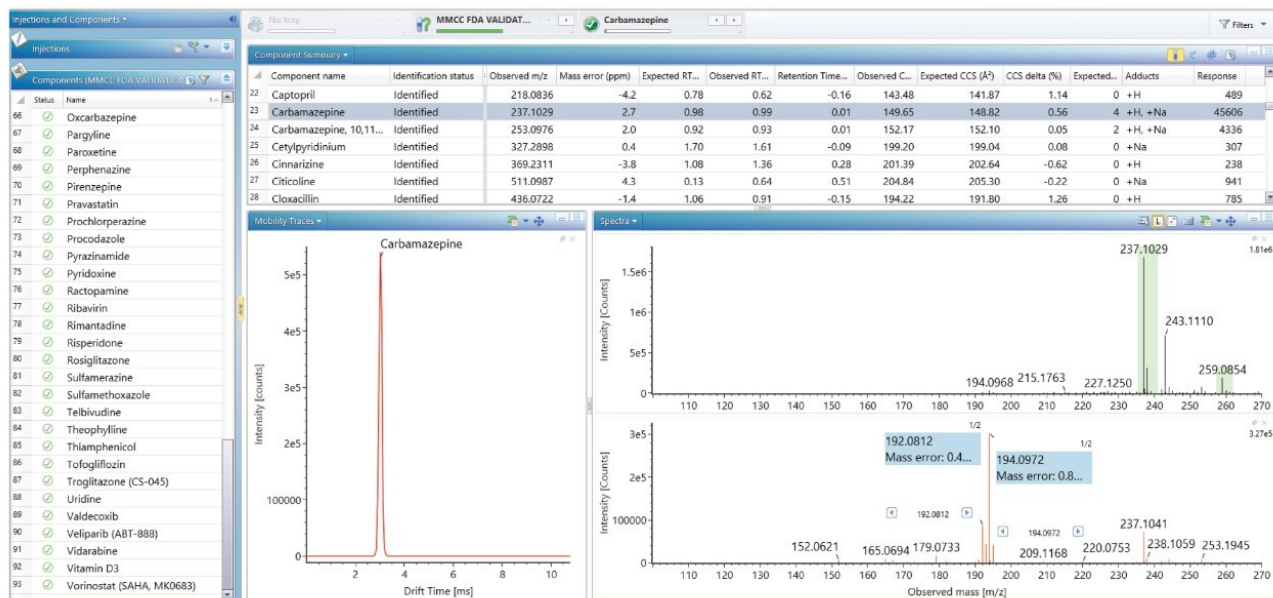 Injections and Components
No tray
MMCC FDA VALIDAT...
Carbamazepine
Filters
Injections
Components (MMCC FDA VALIDATIO
Status Name
66 Oxcarbazepine
67 Pargyline
68 Paroxetine
69 Perphenazine
70 Pirenzepine
71 Pravastatin
72 Prochlorperazine
73 Procodazole
74 Pyrazinamide
75 Pyridoxine
76 Ractopamine
77 Ribavirin
78 Rimantadine
79 Risperidone
80 Rosiglitazone
81 Sulfamerazine
82 Sulfamethoxazole
83 Telbivudine
84 Theophylline
85 Thiamphenicol
86 Tofogliflozin
87 Troglitazone (CS-045)
88 Uridine
89 Valdecoxib
90 Veliparib (ABT-888)
91 Vidarabine
92 Vitamin D3
93 Vorinostat (SAHA, MK0683)
Component Summary
Component name Identification status Observed m/z Mass error (ppm) Expected RT... Observed RT... Retention Time... Observed C... Expected CCS (Å²) CCS delta (%) Expected... Adducts Response
22 Captopril Identified 218.0836 -4.2 0.78 0.62 -0.16 143.48 141.87 1.14 0 +H 489
23 Carbamazepine Identified 237.1029 2.7 0.98 0.99 0.01 149.65 148.82 0.56 4 +H, +Na 45606
24 Carbamazepine, 10,11... Identified 253.0976 2.0 0.92 0.93 0.01 152.17 152.10 0.05 2 +H, +Na 4336
25 Cetylpyridinium Identified 327.2898 0.4 1.70 1.61 -0.09 199.20 199.04 0.08 0 +Na 307
26 Cinnarizine Identified 369.2311 -3.8 1.08 1.36 0.28 201.39 202.64 -0.62 0 +H 238
27 Citicoline Identified 511.0987 4.3 0.13 0.64 0.51 204.84 205.30 -0.22 0 +Na 941
28 Cloxacillin Identified 436.0722 -1.4 1.06 0.91 -0.15 194.22 191.80 1.26 0 +H 785
Mobility Traces
Carbamazepine
5e5
4e5
3e5
2e5
100000
0
Intensity [counts]
2 4 6 8 10
Drift Time [ms]
Spectra
237.1029
1.81e6
1.5e6
1e6
5e5
0
Intensity [Counts]
243.1110
259.0854
194.0968 215.1763 227.1250
110 120 130 140 150 160 170 180 190 200 210 220 230 240 250 260 270
3.27e5
3e5
2e5
100000
0
Intensity [Counts]
1/2
192.0812
Mass error: 0.4...
1/2
194.0972
Mass error: 0.8...
192.0812
194.0972
237.1041
152.0621 165.0694 179.0733 209.1168 220.0753 238.1059 253.1945
110 120 130 140 150 160 170 180 190 200 210 220 230 240 250 260 270
Observed mass [m/z]